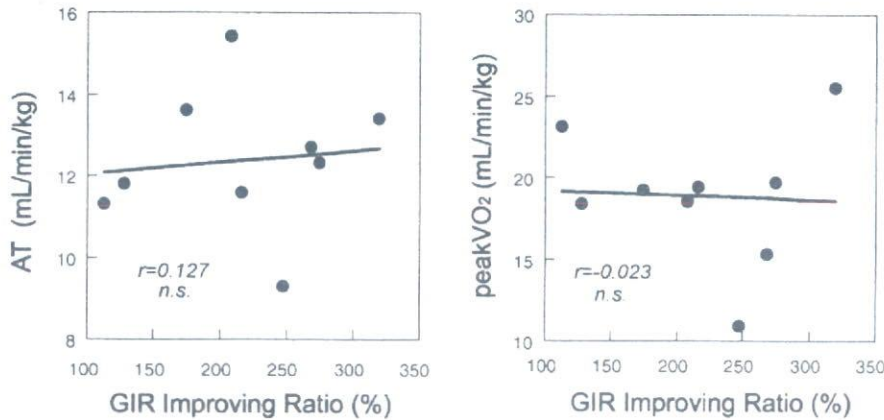 16
14
12
10
8
AT (mL/min/kg)
r=0.127
n.s.
100 150 200 250 300 350
GIR Improving Ratio (%)
30
25
20
15
10
peakVO₂ (mL/min/kg)
r=-0.023
n.s.
100 150 200 250 300 350
GIR Improving Ratio (%)